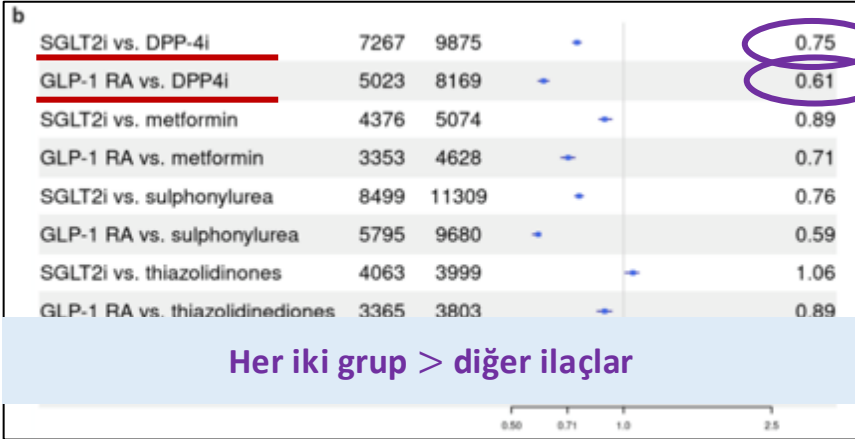 b
SGLT2i vs. DPP-4i 7267 9875 0.75
GLP-1 RA vs. DPP4i 5023 8169 0.61
SGLT2i vs. metformin 4376 5074 0.89
GLP-1 RA vs. metformin 3353 4628 0.71
SGLT2i vs. sulphonylurea 8499 11309 0.76
GLP-1 RA vs. sulphonylurea 5795 9680 0.59
SGLT2i vs. thiazolidinones 4063 3999 1.06
GLP-1 RA vs. thiazolidinediones 3365 3803 0.89
Her iki grup > diğer ilaçlar
0.50 0.71 1.0 2.5